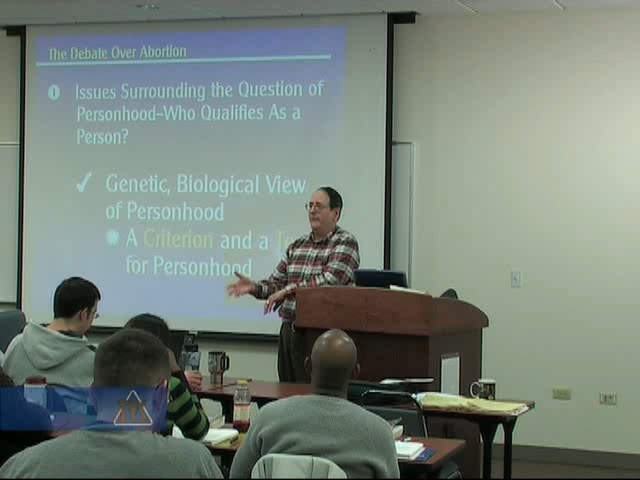 The Debate Over Abortion
1 Issues Surrounding the Question of
Personhood–Who Qualifies As a
Person?
✓ Genetic, Biological View
of Personhood
A Criterion and a
for Personhood